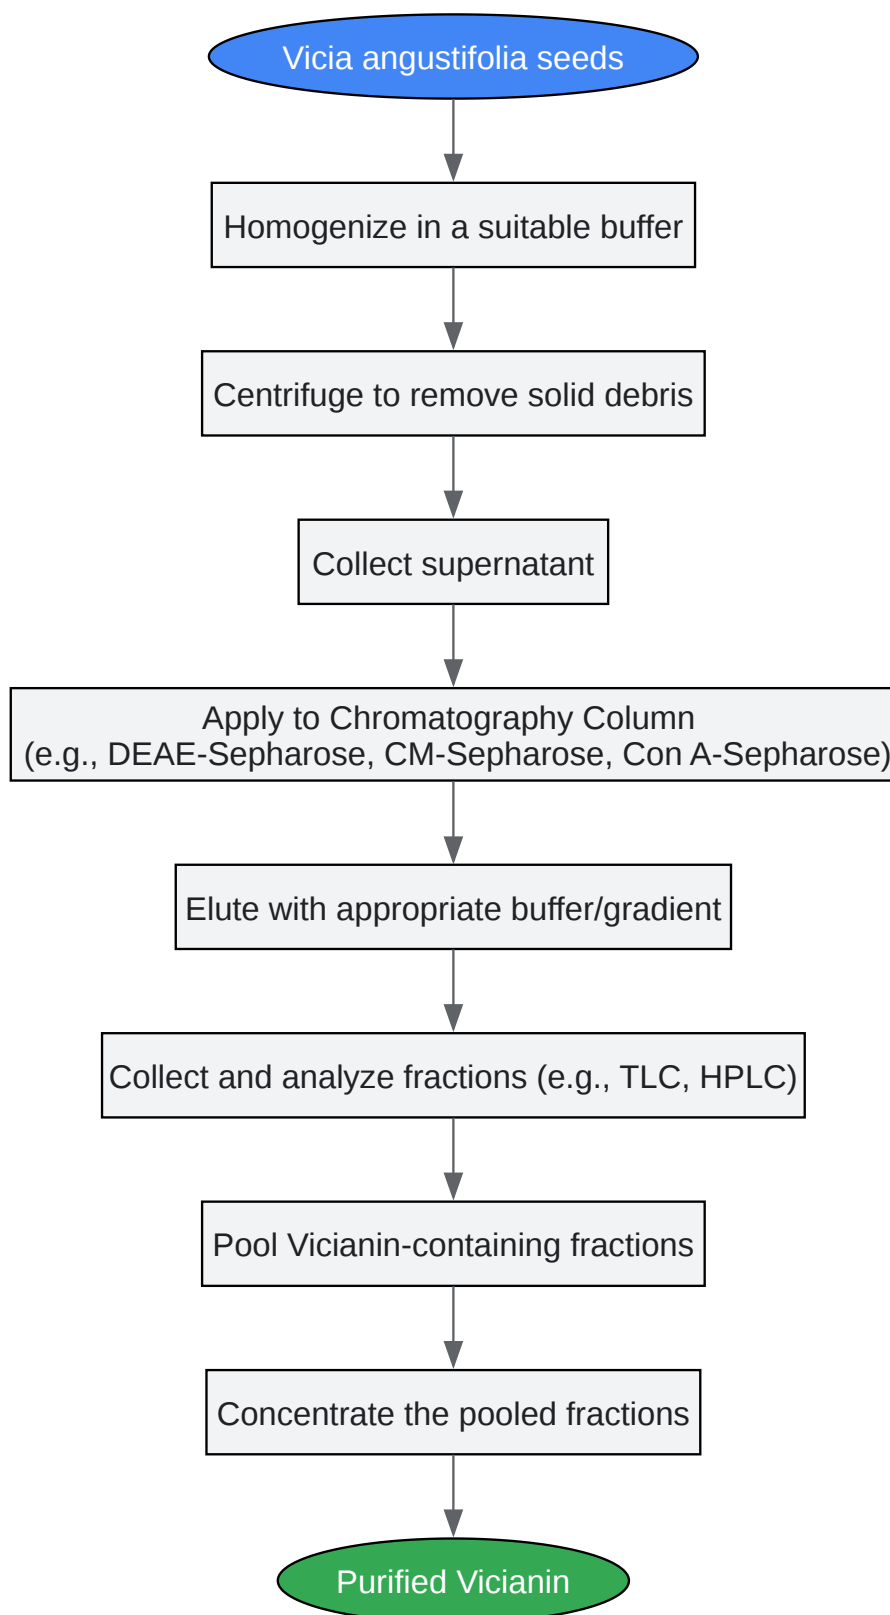 Vicia angustifolia seeds
Homogenize in a suitable buffer
Centrifuge to remove solid debris
Collect supernatant
Apply to Chromatography Column
(e.g., DEAE-Sepharose, CM-Sepharose, Con A-Sepharose)
Elute with appropriate buffer/gradient
Collect and analyze fractions (e.g., TLC, HPLC)
Pool Vicianin-containing fractions
Concentrate the pooled fractions
Purified Vicianin